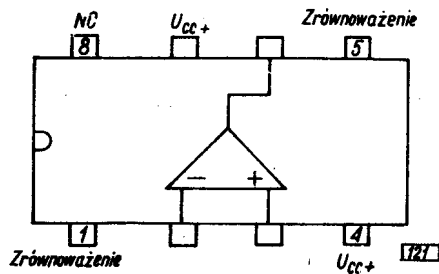 NC
U_CC+
Zrównoważenie
8
5
− +
1
4
Zrównoważenie
U_CC+
121